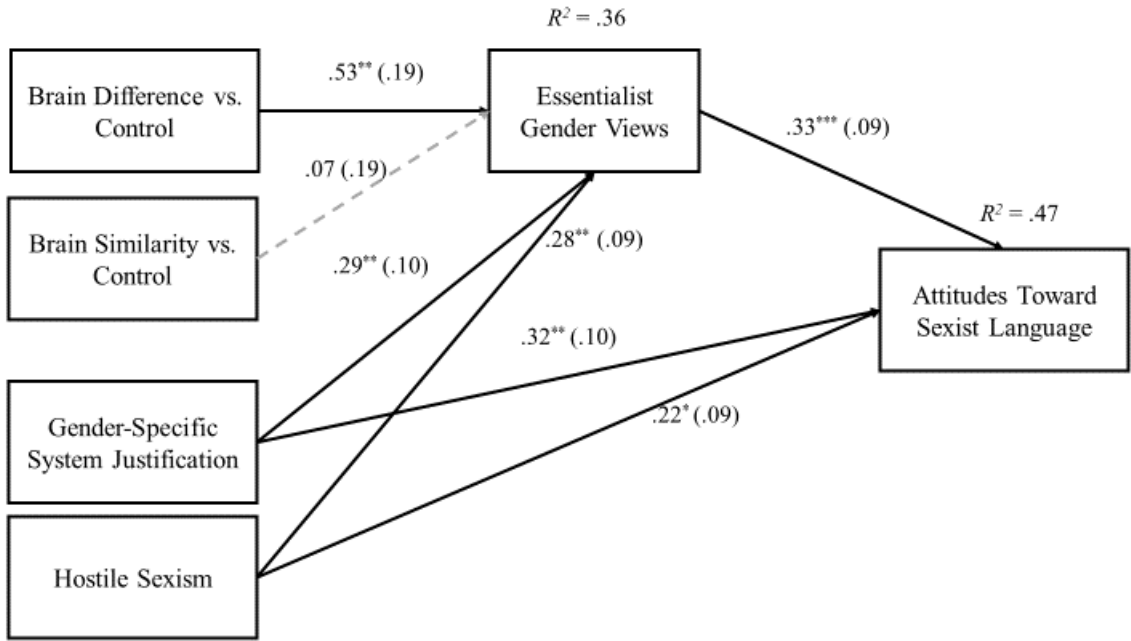 R² = .36
Brain Difference vs.
Control
.53** (.19)
Essentialist
Gender Views
.33*** (.09)
.07 (.19)
Brain Similarity vs.
Control
.29** (.10)
.28** (.09)
R² = .47
Attitudes Toward
Sexist Language
.32** (.10)
Gender-Specific
System Justification
.22* (.09)
Hostile Sexism